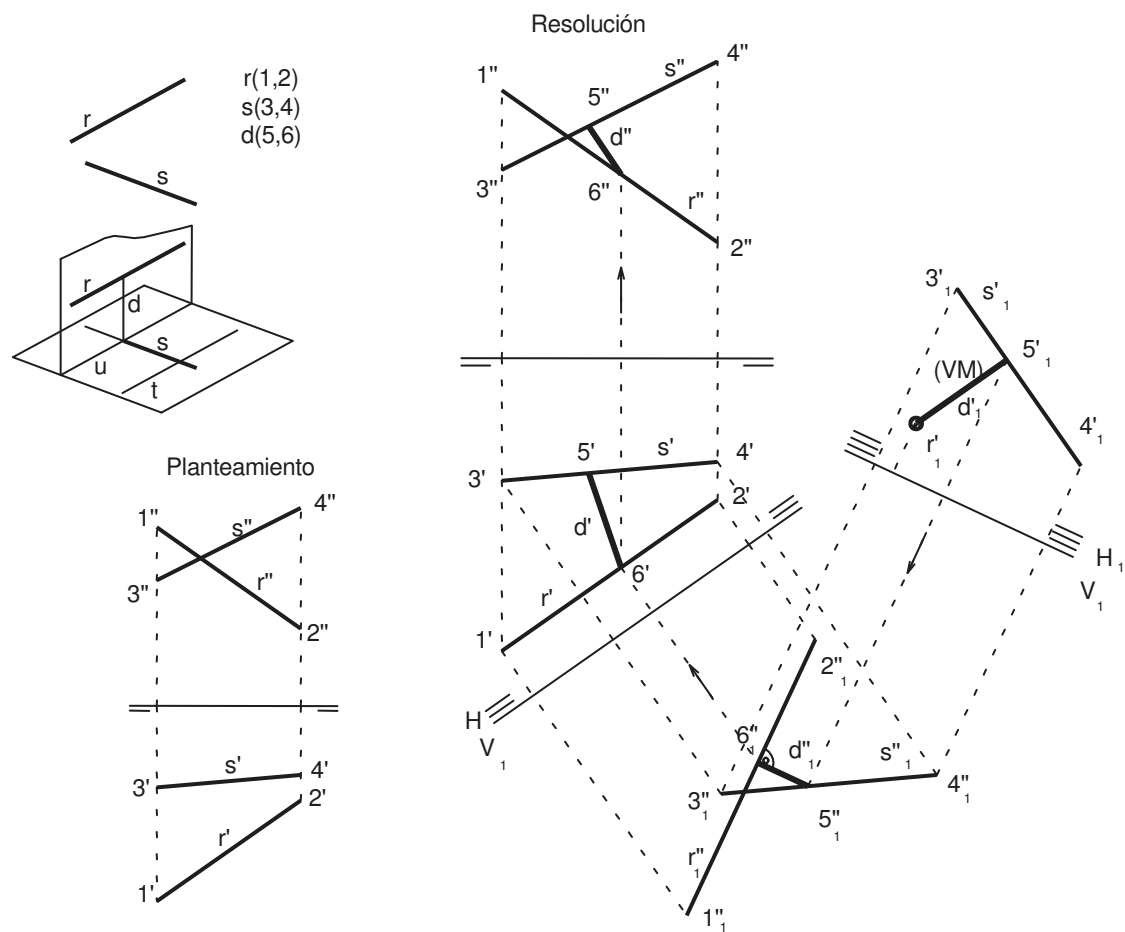 Resolución
r(1,2)
s(3,4)
d(5,6)
r
s
r
d
s
u
t
Planteamiento
1''
4''
s''
3''
r''
2''
s'
3'
4'
2'
r'
1'
1''
4''
s''
5''
d''
3''
6''
r''
2''
5'
s'
4'
3'
2'
d'
6'
r'
1'
H
V₁
3'₁
s'₁
5'₁
(VM)
d'₁
r'₁
4'₁
H₁
V₁
2''₁
6''₁
d''₁
s''₁
3''₁
4''₁
5''₁
r''₁
1''₁